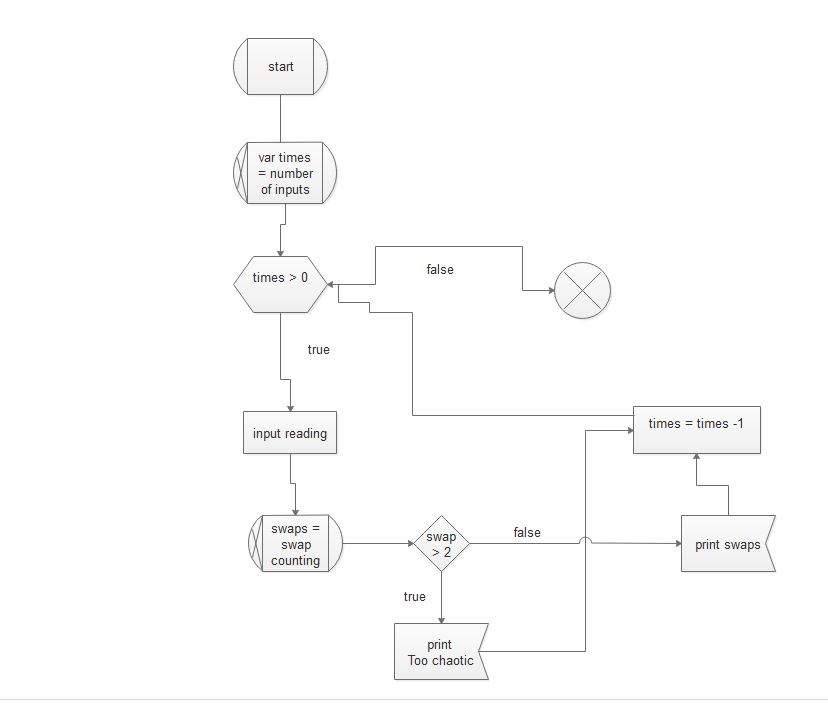 start
var times
= number
of inputs
times > 0
false
true
times = times -1
input reading
swaps =
swap
counting
swap
> 2
false
print swaps
true
print
Too chaotic